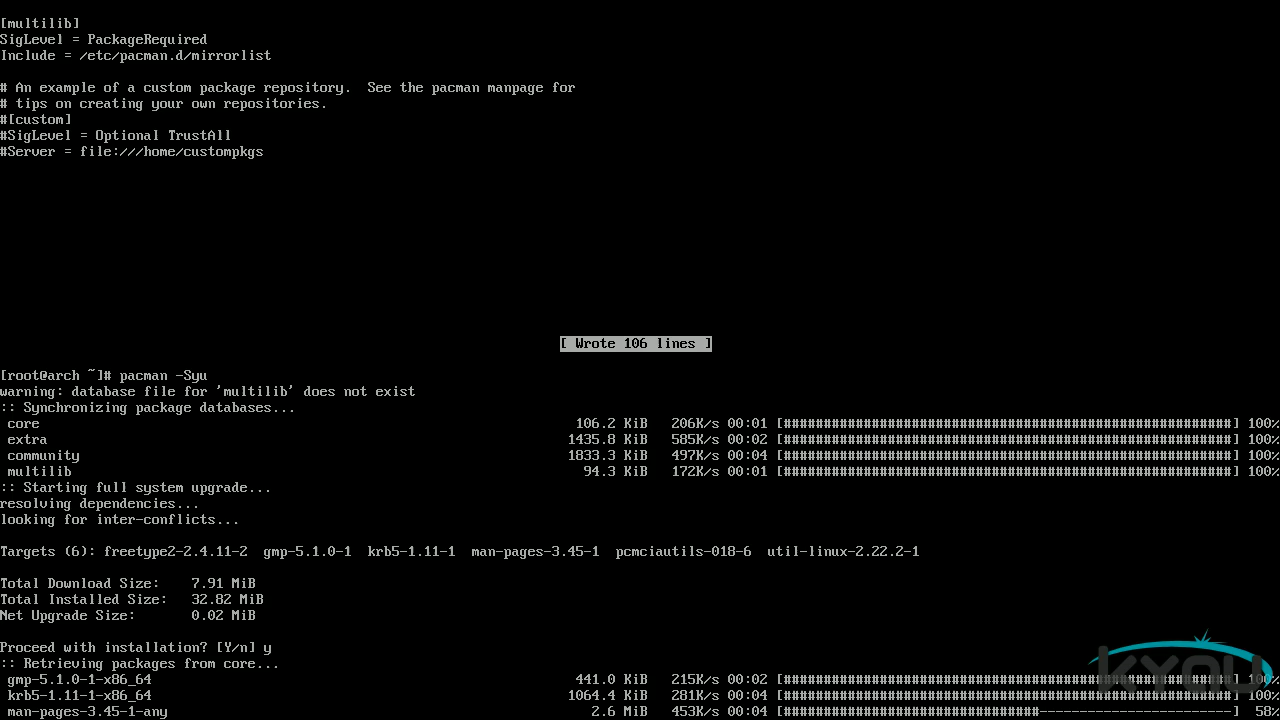 [multilib]
SigLevel = PackageRequired
Include = /etc/pacman.d/mirrorlist
# An example of a custom package repository.  See the pacman manpage for
# tips on creating your own repositories.
#[custom]
#SigLevel = Optional TrustAll
#Server = file:///home/custompkgs
[ Wrote 106 lines ]
[root@arch ~]# pacman -Syu
warning: database file for 'multilib' does not exist
:: Synchronizing package databases...
core 106.2 KiB 206K/s 00:01 [########################################################] 100%
extra 1435.8 KiB 585K/s 00:02 [########################################################] 100%
community 1833.3 KiB 497K/s 00:04 [########################################################] 100%
multilib 94.3 KiB 172K/s 00:01 [########################################################] 100%
:: Starting full system upgrade...
resolving dependencies...
looking for inter-conflicts...
Targets (6): freetype2-2.4.11-2  gmp-5.1.0-1  krb5-1.11-1  man-pages-3.45-1  pcmciautils-018-6  util-linux-2.22.2-1
Total Download Size:    7.91 MiB
Total Installed Size:   32.82 MiB
Net Upgrade Size:       0.02 MiB
Proceed with installation? [Y/n] y
:: Retrieving packages from core...
gmp-5.1.0-1-x86_64 441.0 KiB 215K/s 00:02 [########################################################] 100%
krb5-1.11-1-x86_64 1064.4 KiB 281K/s 00:04 [########################################################] 100%
man-pages-3.45-1-any 2.6 MiB 453K/s 00:04 [################################------------------------] 58%
KYAU